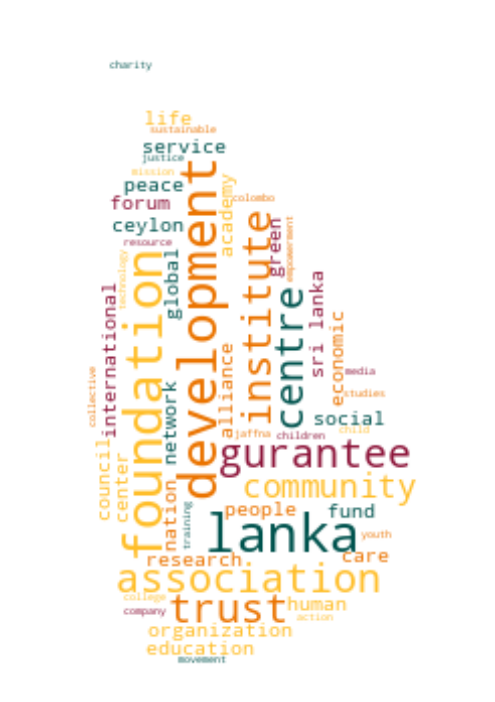 charity
life
sustainable
service
justice
mission
peace
academy
colombo
forum
development
ceylon
institute
green
empowerment
resource
foundation
technology
global
international
centre
sri lanka
economic
alliance
media
collective
network
studies
social
child
jaffna
children
council
center
gurantee
community
nation
training
people
fund
lanka
youth
research
care
association
college
company
trust
human
action
organization
education
movement